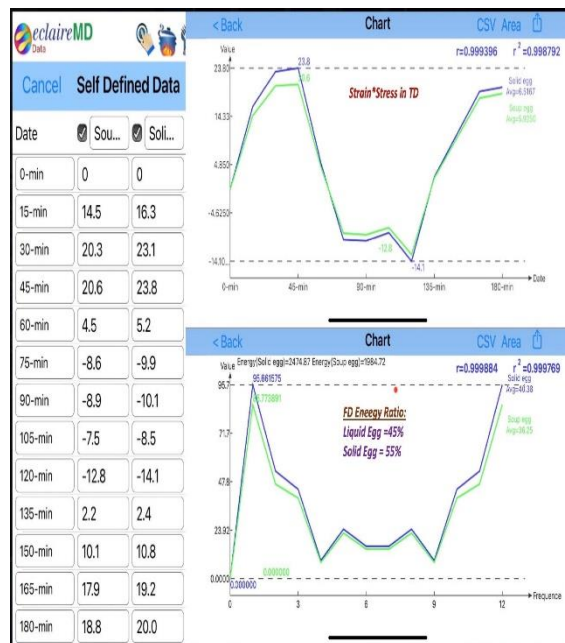 eclaireMD
Data
Cancel Self Defined Data
Date Sou... Soli...
0-min 0 0
15-min 14.5 16.3
30-min 20.3 23.1
45-min 20.6 23.8
60-min 4.5 5.2
75-min -8.6 -9.9
90-min -8.9 -10.1
105-min -7.5 -8.5
120-min -12.8 -14.1
135-min 2.2 2.4
150-min 10.1 10.8
165-min 17.9 19.2
180-min 18.8 20.0
< Back Chart CSV Area
Value
r=0.999396 r²=0.998792
23.8
23.80
Solid egg
Avg=6.5167
Soup egg
Strain*Stress in TD
14.33
4.850
-4.6250
-12.8
-14.1
0-min 45-min 90-min 135-min 180-min
Date
< Back Chart CSV Area
Energy(Solid egg)=2474.87 Energy(Soup egg)=1984.72
Value
r=0.999884 r²=0.999769
95.661575
95.7
Solid egg
Avg=40.38
Soup egg
Avg=36.25
FD Eneegy Ratio:
Liquid Egg =45%
Solid Egg = 55%
71.7
47.8
23.92
0.0000
0.000000
0.000000
0 3 6 9 12
Frequence